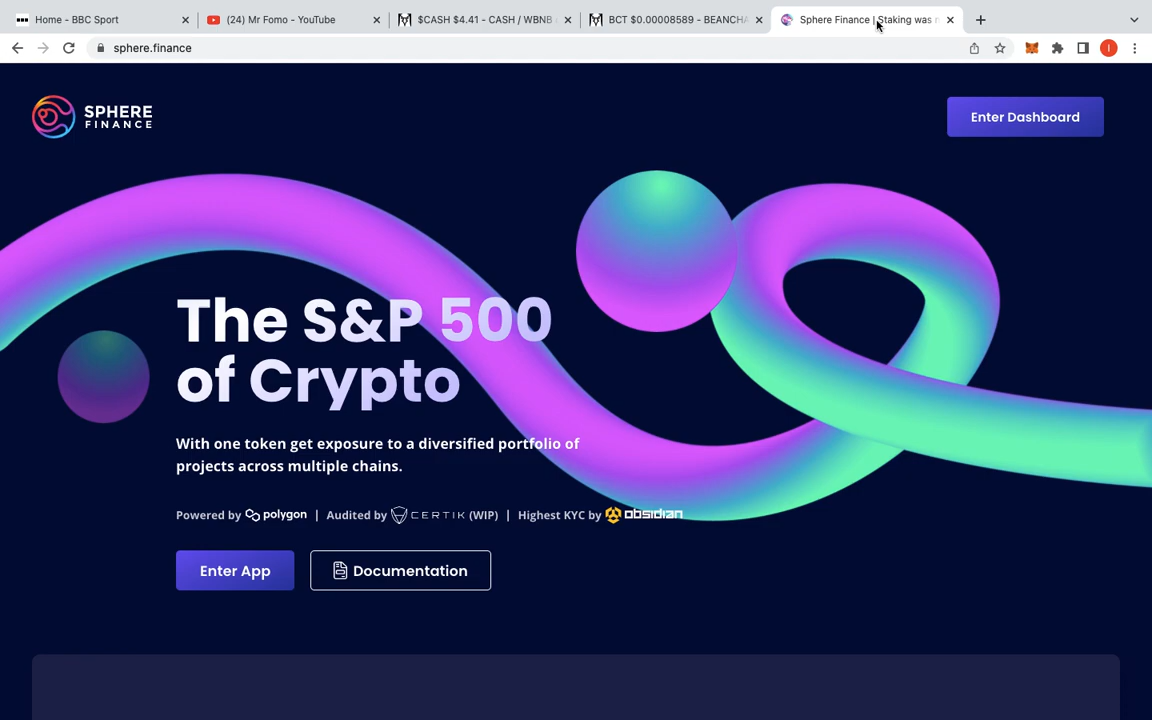 Home - BBC Sport
(24) Mr Fomo - YouTube
$CASH $4.41 - CASH / WBNB
BCT $0.00008589 - BEANCHA
Sphere Finance | Staking was n
sphere.finance
I
SPHERE
FINANCE
Enter Dashboard
The S&P 500
of Crypto
With one token get exposure to a diversified portfolio of
projects across multiple chains.
Powered by polygon | Audited by CERTIK (WIP) | Highest KYC by obsidian
Enter App
Documentation